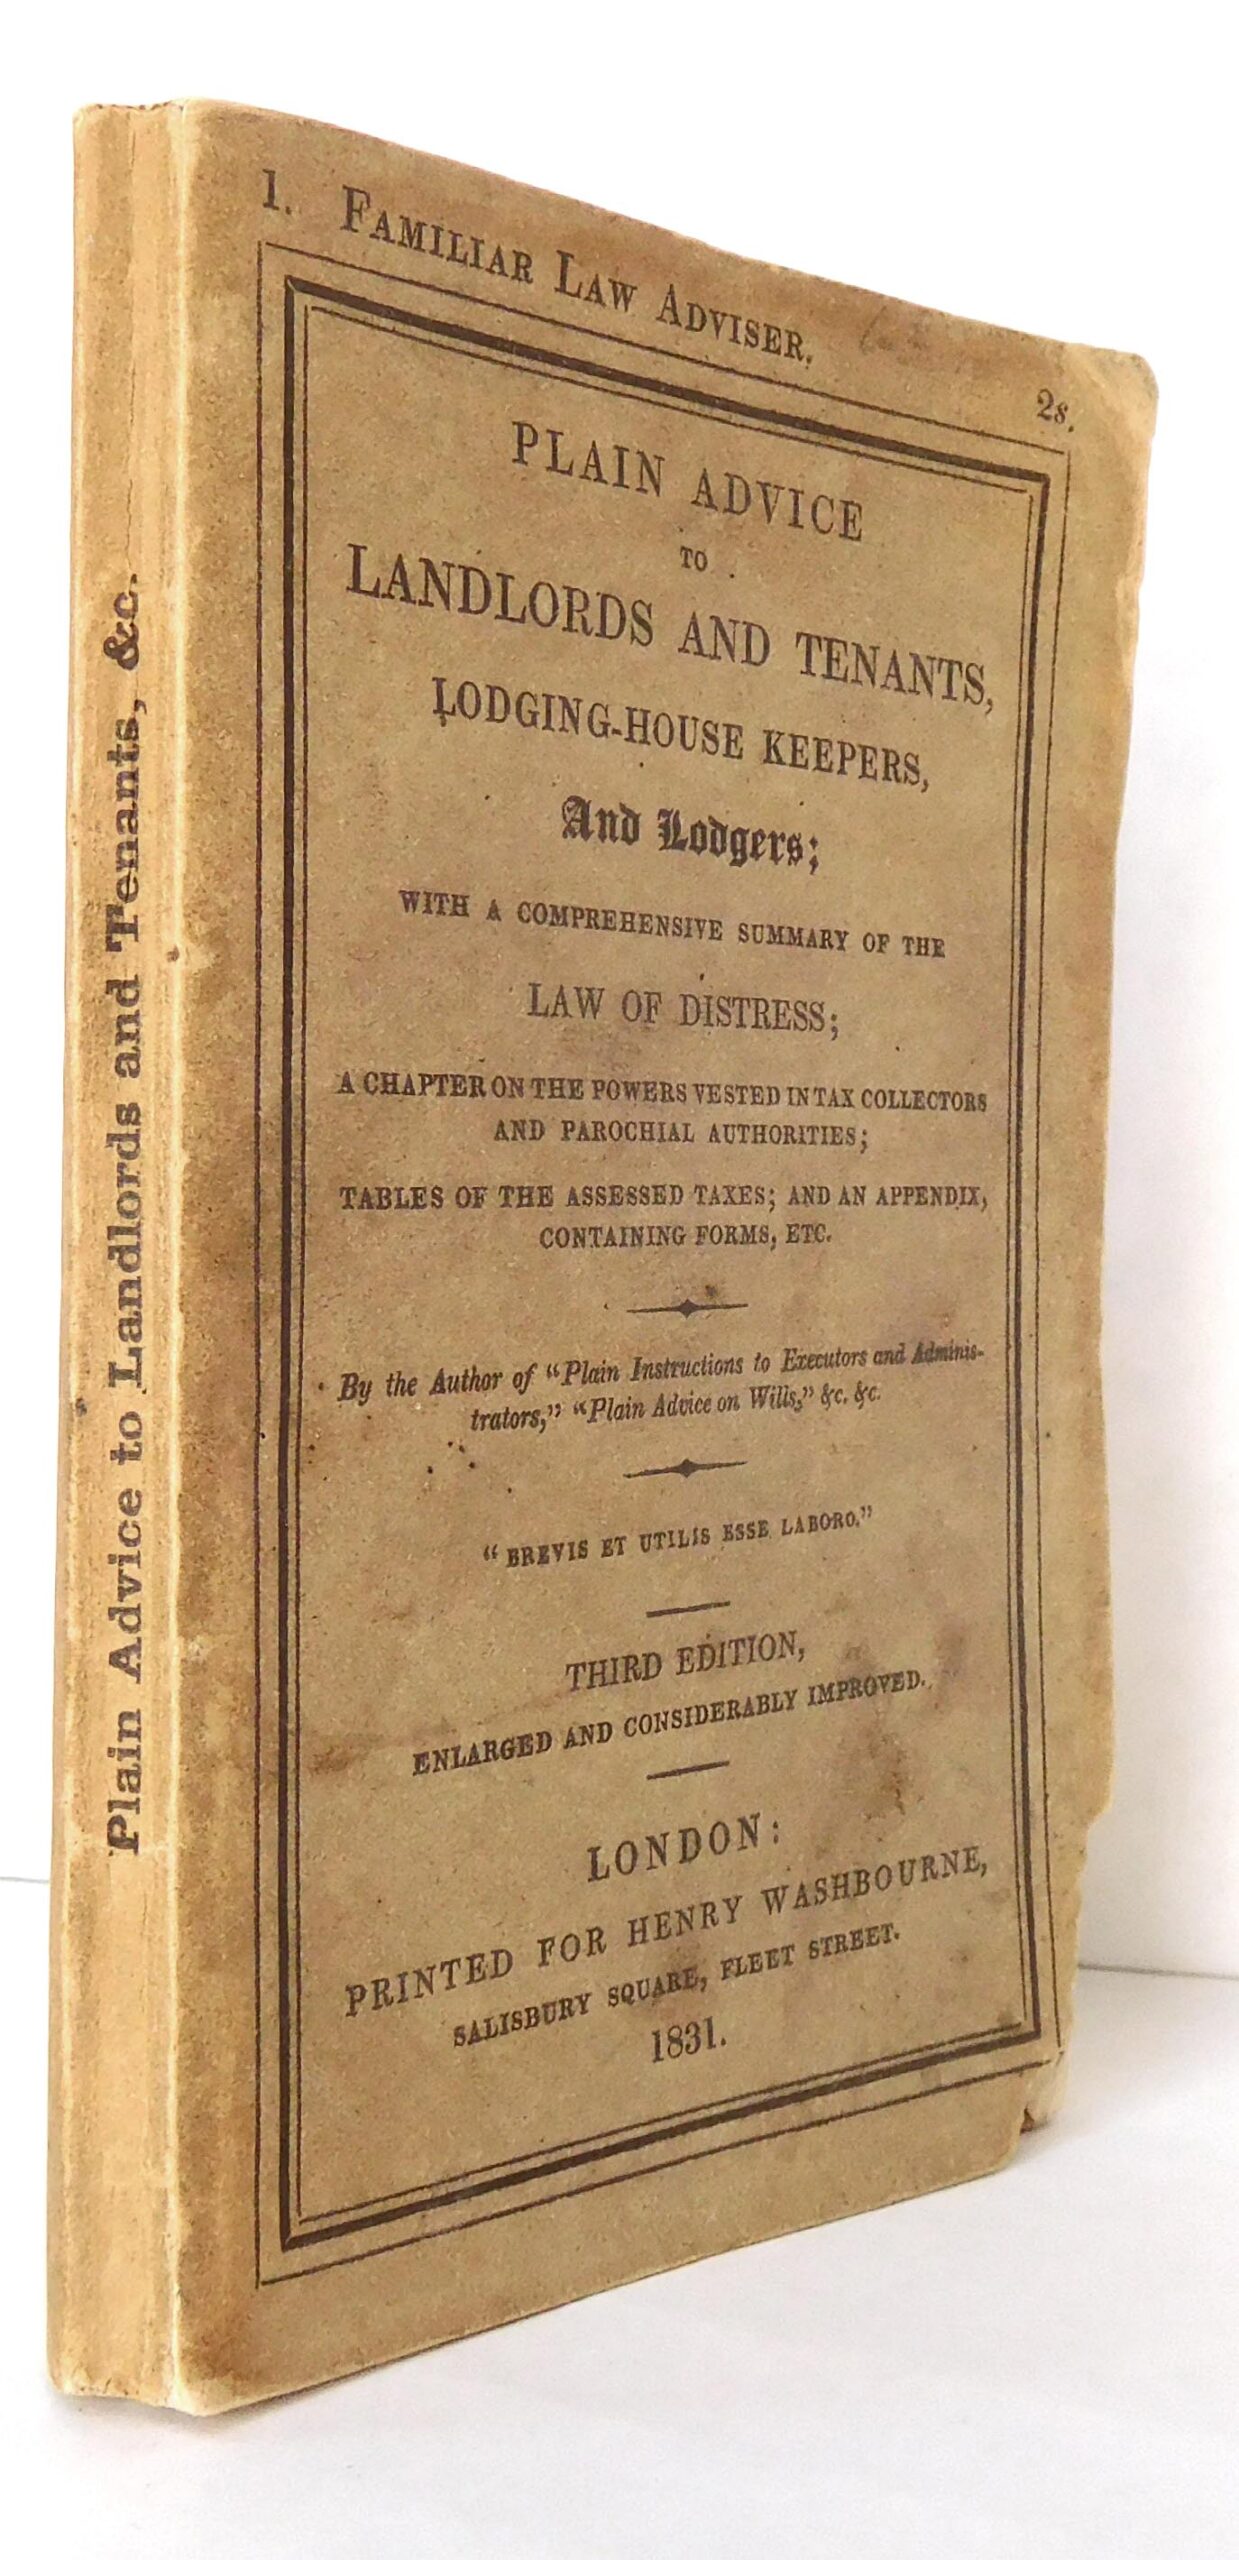 Plain Advice to Landlords and Tenants, &c.
1. FAMILIAR LAW ADVISER.
2s.
PLAIN ADVICE
TO
LANDLORDS AND TENANTS,
LODGING-HOUSE KEEPERS,
And Lodgers;
WITH A COMPREHENSIVE SUMMARY OF THE
LAW OF DISTRESS;
A CHAPTER ON THE POWERS VESTED IN TAX COLLECTORS
AND PAROCHIAL AUTHORITIES;
TABLES OF THE ASSESSED TAXES; AND AN APPENDIX,
CONTAINING FORMS, ETC.
By the Author of "Plain Instructions to Executors and Adminis-
trators," "Plain Advice on Wills," &c. &c.
"BREVIS ET UTILIS ESSE LABORO."
THIRD EDITION,
ENLARGED AND CONSIDERABLY IMPROVED.
LONDON:
PRINTED FOR HENRY WASHBOURNE,
SALISBURY SQUARE, FLEET STREET.
1831.